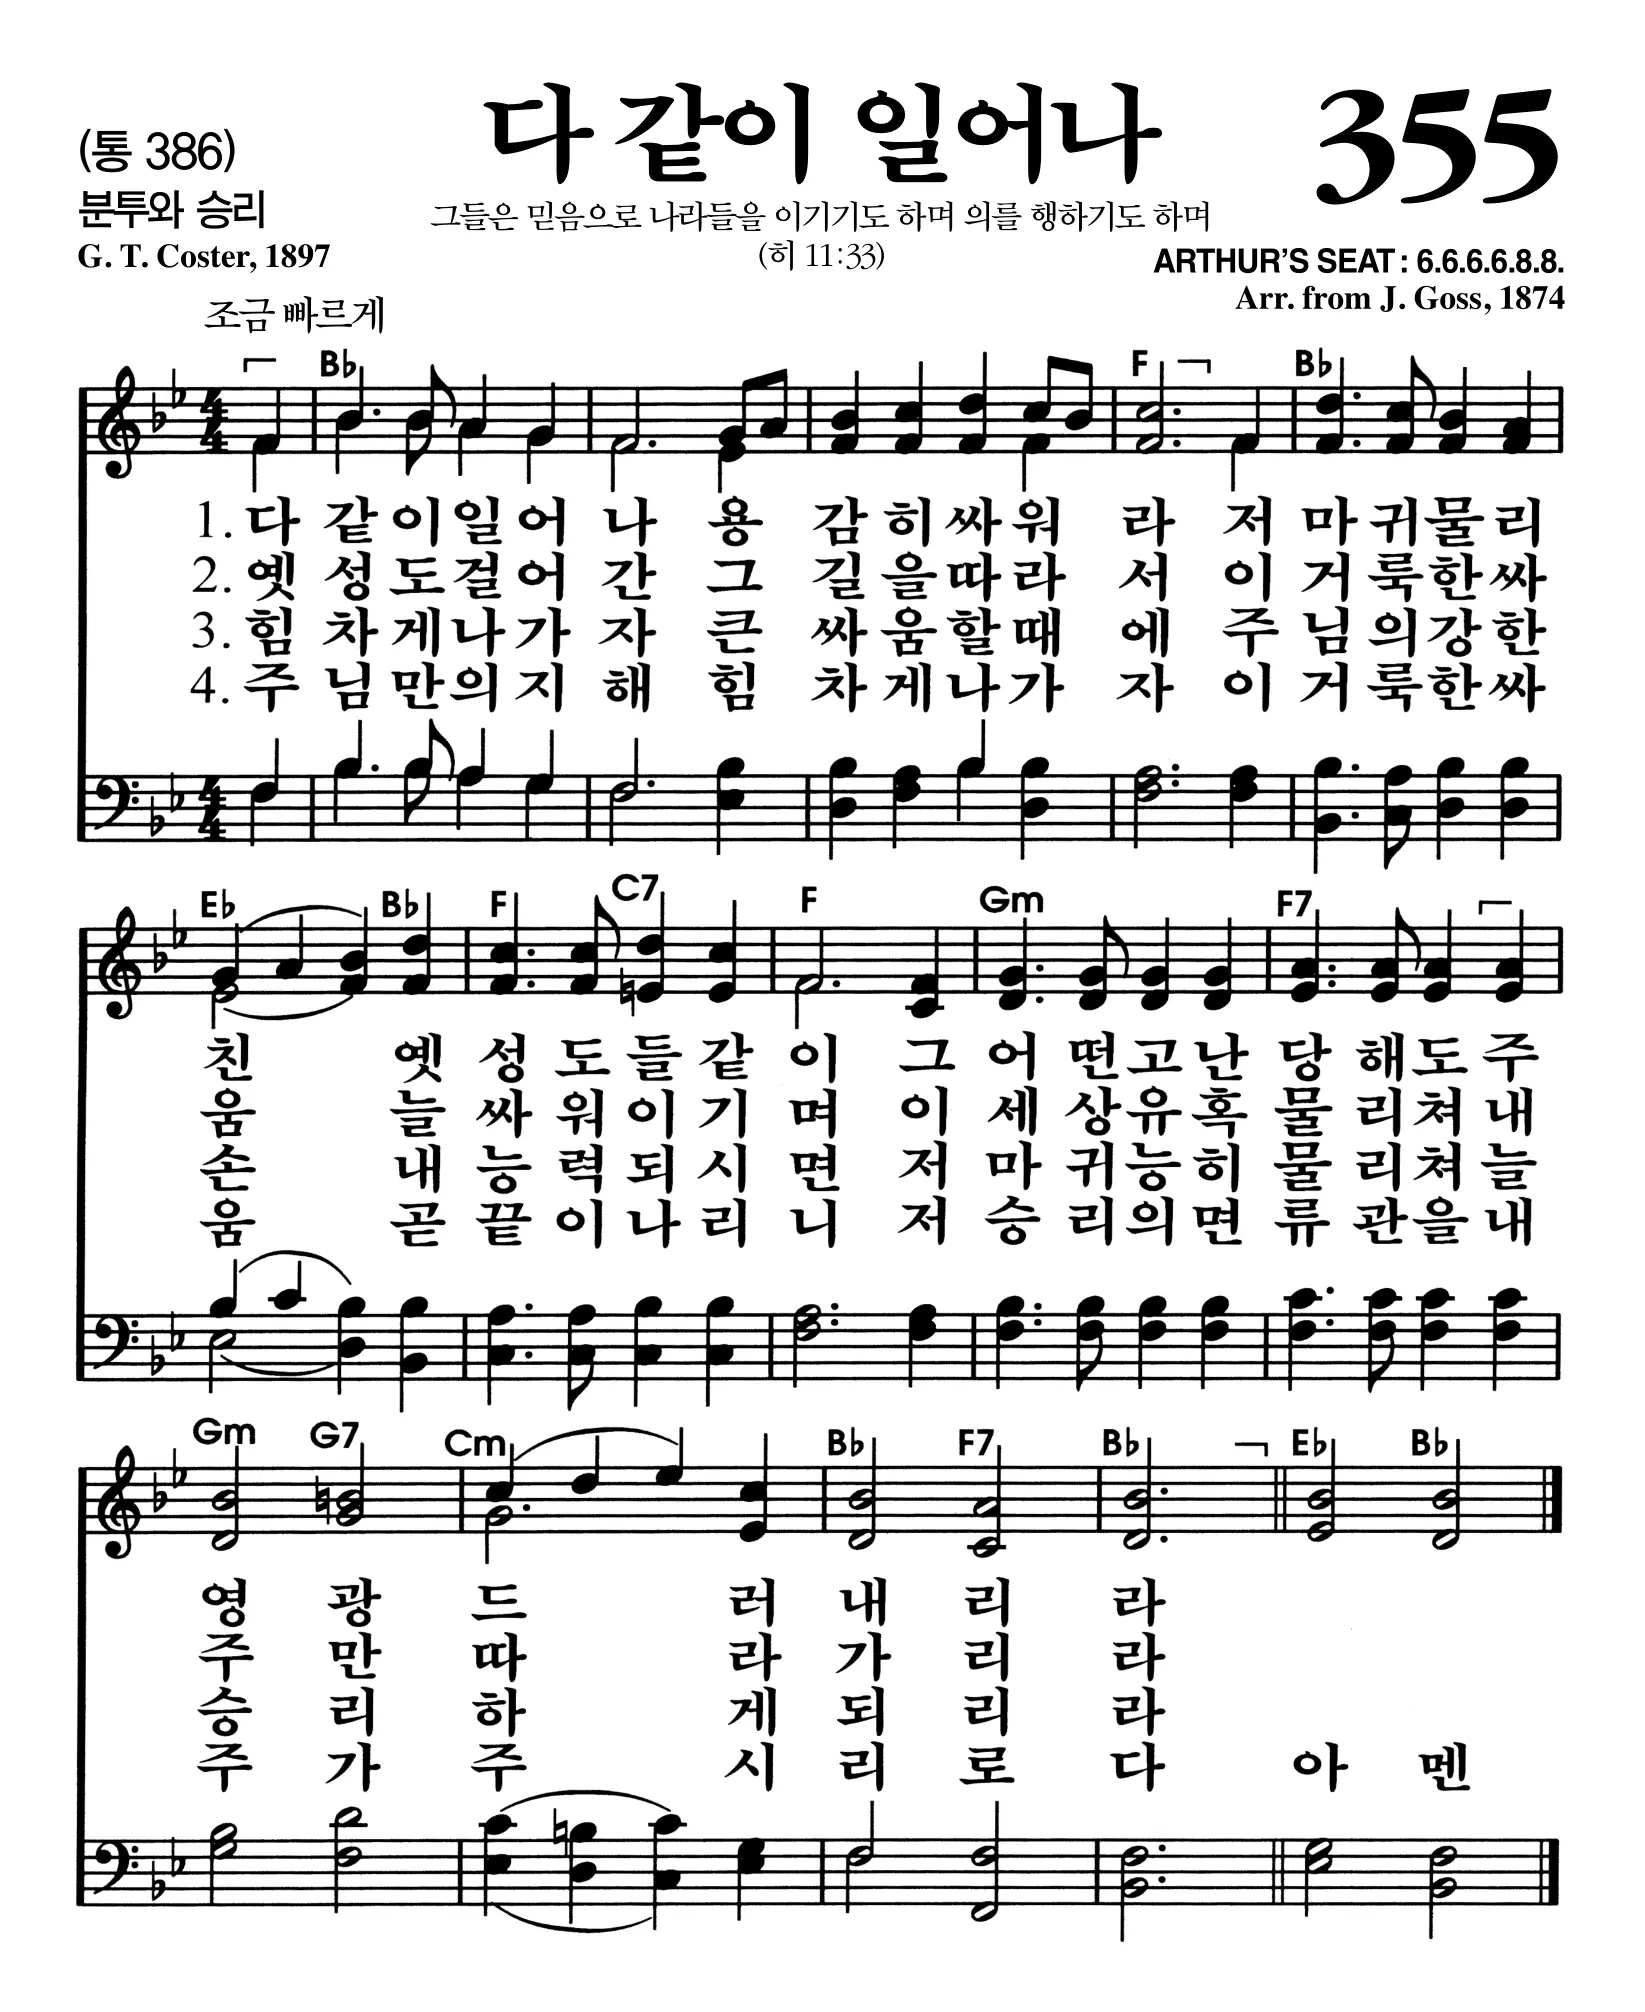 (통 386)
다 같이 일어나
355
분투와 승리
그들은 믿음으로 나라들을 이기기도 하며 의를 행하기도 하며
G. T. Coster, 1897
(히 11:33)
ARTHUR'S SEAT : 6.6.6.6.8.8.
Arr. from J. Goss, 1874
조금 빠르게
B♭ F B♭
4 4
1. 다 같 이 일 어 나 용 감 히 싸 워 라 저 마 귀 물 리
2. 옛 성 도 걸 어 간 그 길 을 따 라 서 이 거 룩 한 싸
3. 힘 차 게 나 가 자 큰 싸 움 할 때 에 주 님 의 강 한
4. 주 님 만 의 지 해 힘 차 게 나 가 자 이 거 룩 한 싸
4 4
E♭ B♭ F C7 F Gm F7
친 옛 성 도 들 같 이 그 어 떤 고 난 당 해 도 주
움 늘 싸 워 이 기 며 이 세 상 유 혹 물 리 쳐 내
손 내 능 력 되 시 면 저 마 귀 능 히 물 리 쳐 늘
움 곧 끝 이 나 리 니 저 승 리 의 면 류 관 을 내
Gm G7 Cm B♭ F7 B♭ E♭ B♭
영 광 드 러 내 리 라
주 만 따 라 가 리 라
승 리 하 게 되 리 라
주 가 주 시 리 로 다 아 멘